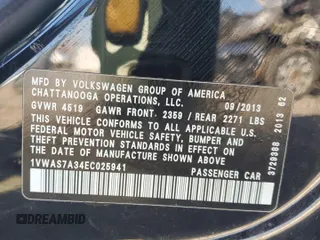 MFD BY VOLKSWAGEN GROUP OF AMERICA
CHATTANOOGA OPERATIONS, LLC. 09/2013
GVWR 4519 GAWR FRONT. 2359 / REAR 2271 LBS
THIS VEHICLE CONFORMS TO ALL APPLICABLE
FEDERAL MOTOR VEHICLE SAFETY, BUMPER AND
THEFT PREVENTION STANDARDS IN EFFECT ON
THE DATE OF MANUFACTURE SHOWN ABOVE.
1VWAS7A34EC025941 PASSENGER CAR
3729988 2013 62